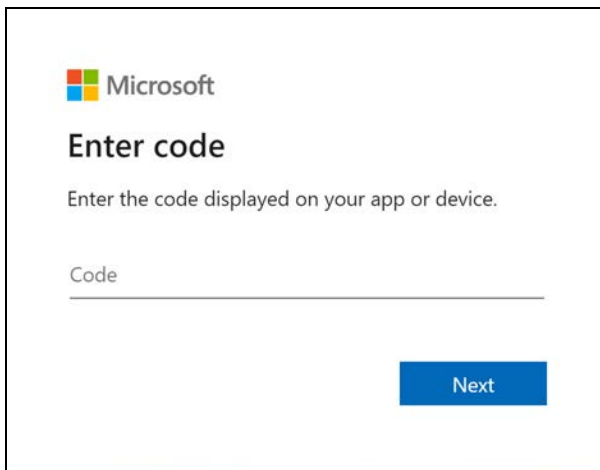 Microsoft
Enter code
Enter the code displayed on your app or device.
Code
Next